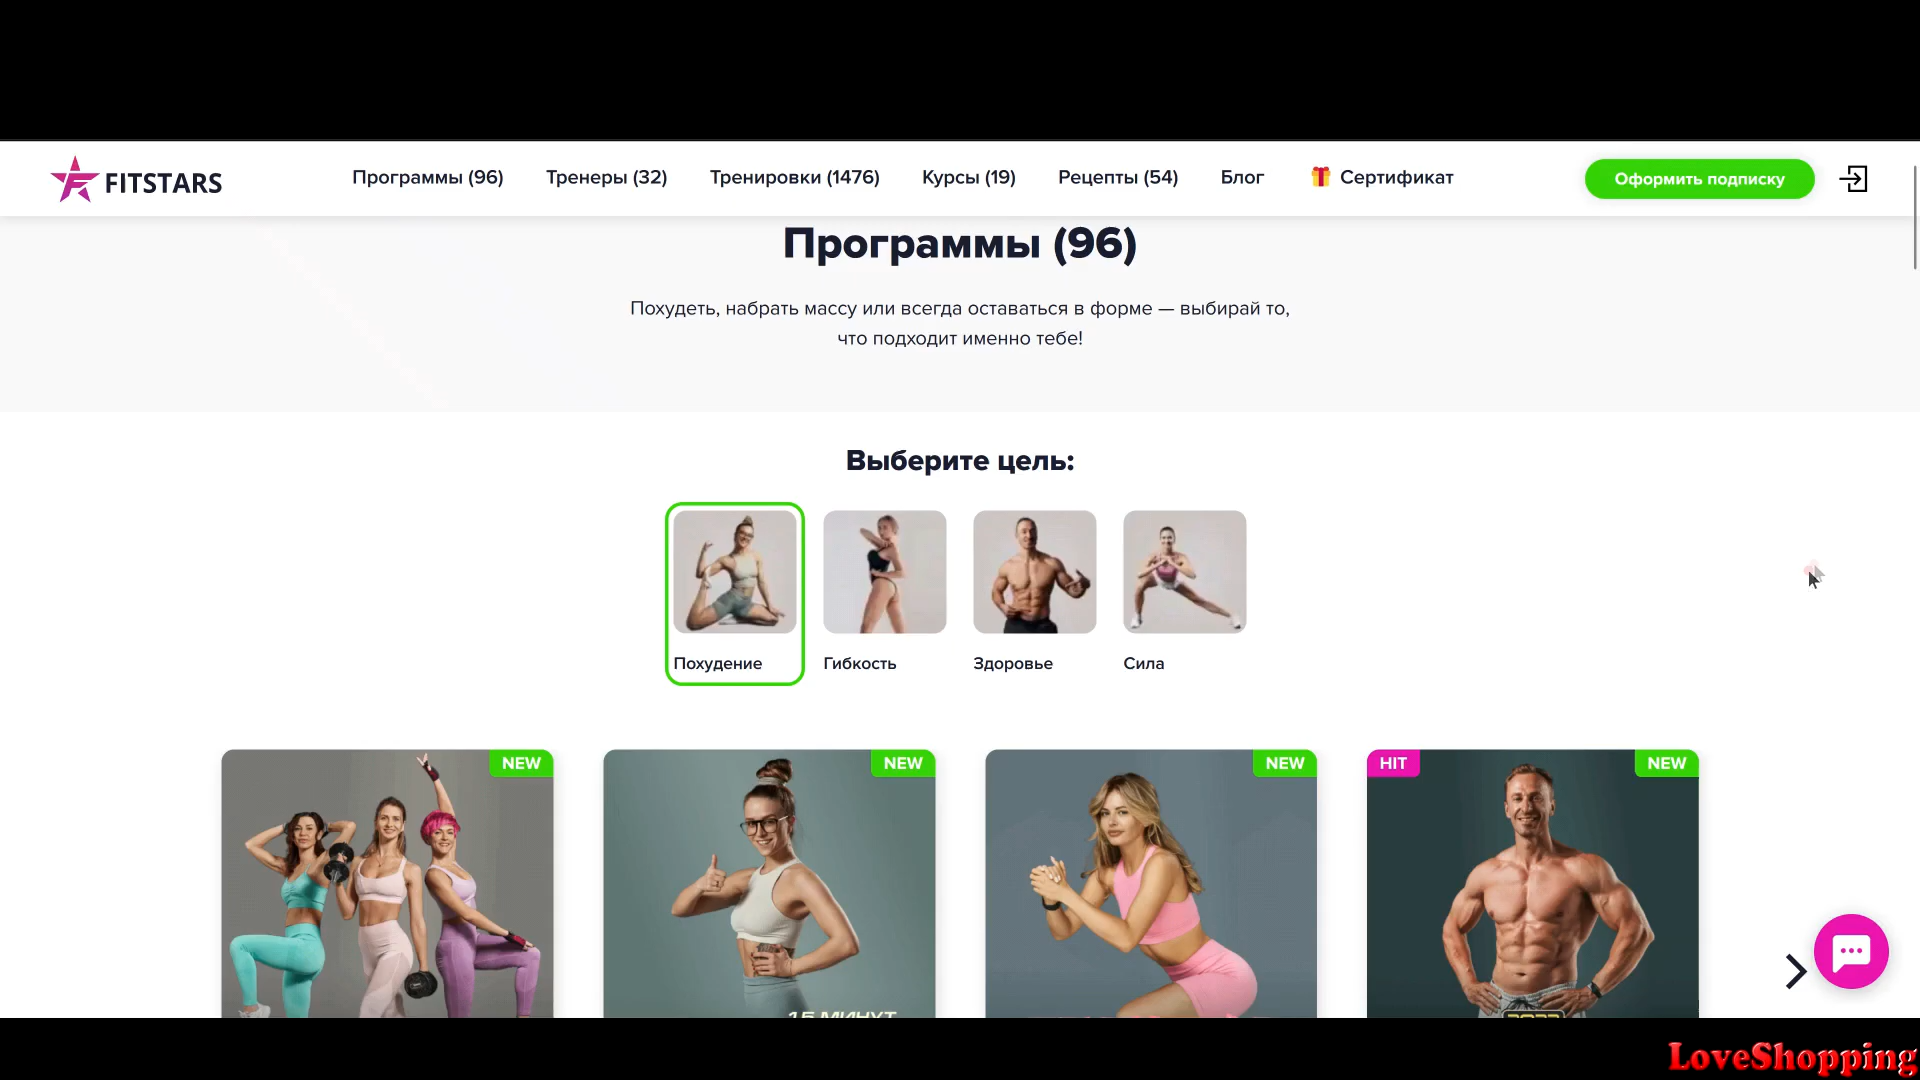 FITSTARS
Программы (96)
Тренеры (32)
Тренировки (1476)
Курсы (19)
Рецепты (54)
Блог
Сертификат
Оформить подписку
Программы (96)
Похудеть, набрать массу или всегда оставаться в форме — выбирай то,
что подходит именно тебе!
Выберите цель:
Похудение
Гибкость
Здоровье
Сила
NEW
NEW
NEW
HIT
NEW
15 МИНУТ
LoveShopping